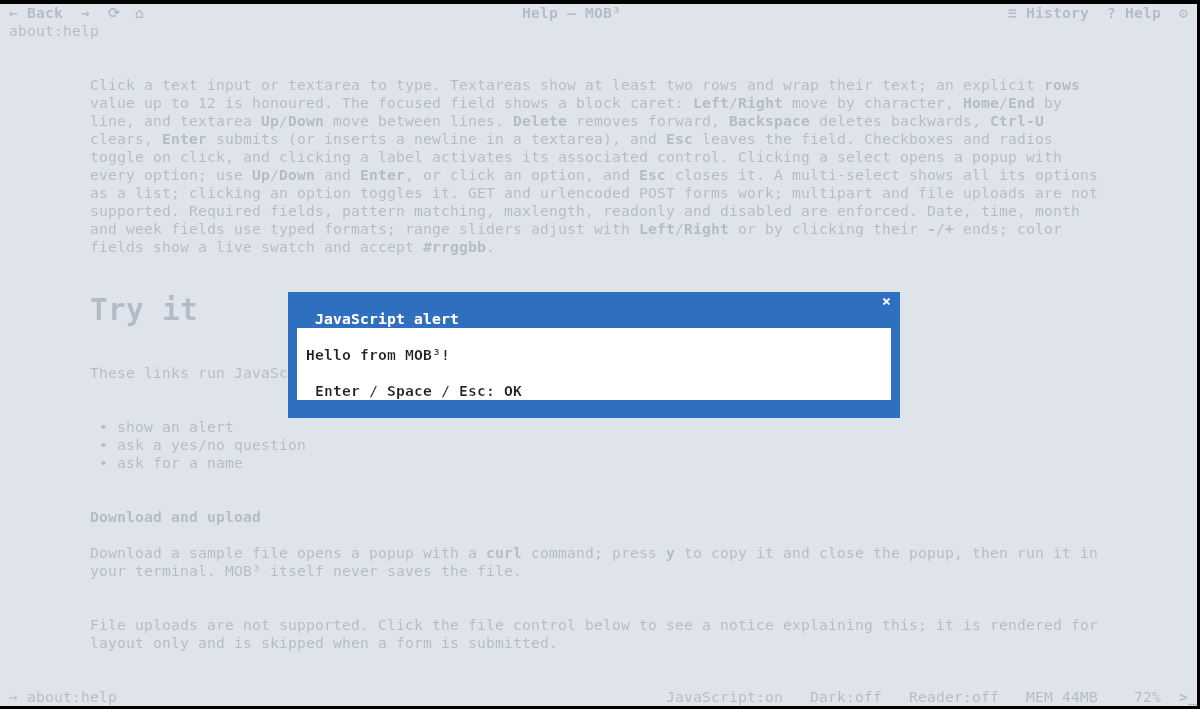 ← Back → ⟳ ⌂ Help — MOB³ ≡ History ? Help ⚙
about:help
Click a text input or textarea to type. Textareas show at least two rows and wrap their text; an explicit rows
value up to 12 is honoured. The focused field shows a block caret: Left/Right move by character, Home/End by
line, and textarea Up/Down move between lines. Delete removes forward, Backspace deletes backwards, Ctrl-U
clears, Enter submits (or inserts a newline in a textarea), and Esc leaves the field. Checkboxes and radios
toggle on click, and clicking a label activates its associated control. Clicking a select opens a popup with
every option; use Up/Down and Enter, or click an option, and Esc closes it. A multi-select shows all its options
as a list; clicking an option toggles it. GET and urlencoded POST forms work; multipart and file uploads are not
supported. Required fields, pattern matching, maxlength, readonly and disabled are enforced. Date, time, month
and week fields use typed formats; range sliders adjust with Left/Right or by clicking their -/+ ends; color
fields show a live swatch and accept #rrggbb.
Try it
×
JavaScript alert
Hello from MOB³!
Enter / Space / Esc: OK
These links run JavaSc
• show an alert
• ask a yes/no question
• ask for a name
Download and upload
Download a sample file opens a popup with a curl command; press y to copy it and close the popup, then run it in
your terminal. MOB³ itself never saves the file.
File uploads are not supported. Click the file control below to see a notice explaining this; it is rendered for
layout only and is skipped when a form is submitted.
→ about:help JavaScript:on Dark:off Reader:off MEM 44MB 72% >_